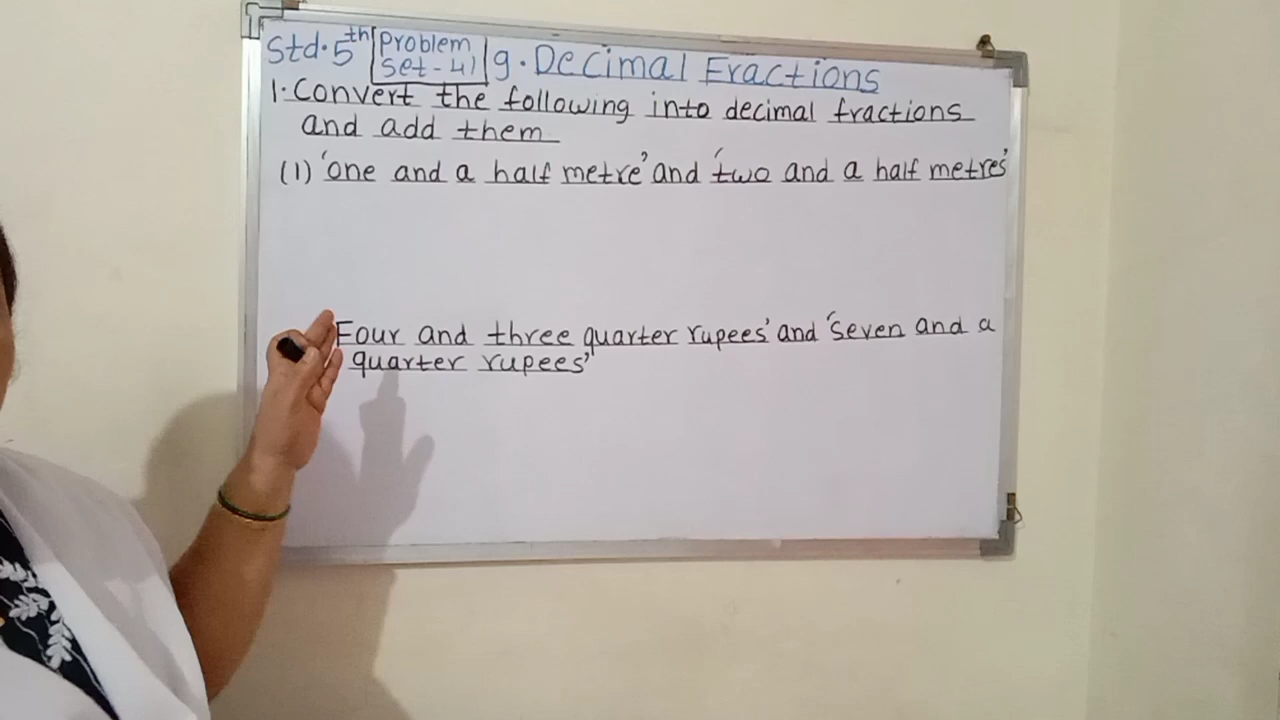 Std. 5th Problem Set-41 9. Decimal Fractions
1. Convert the following into decimal fractions
and add them
(1) 'one and a half metre' and 'two and a half metres'
Four and three quarter rupees' and 'seven and a
quarter rupees'